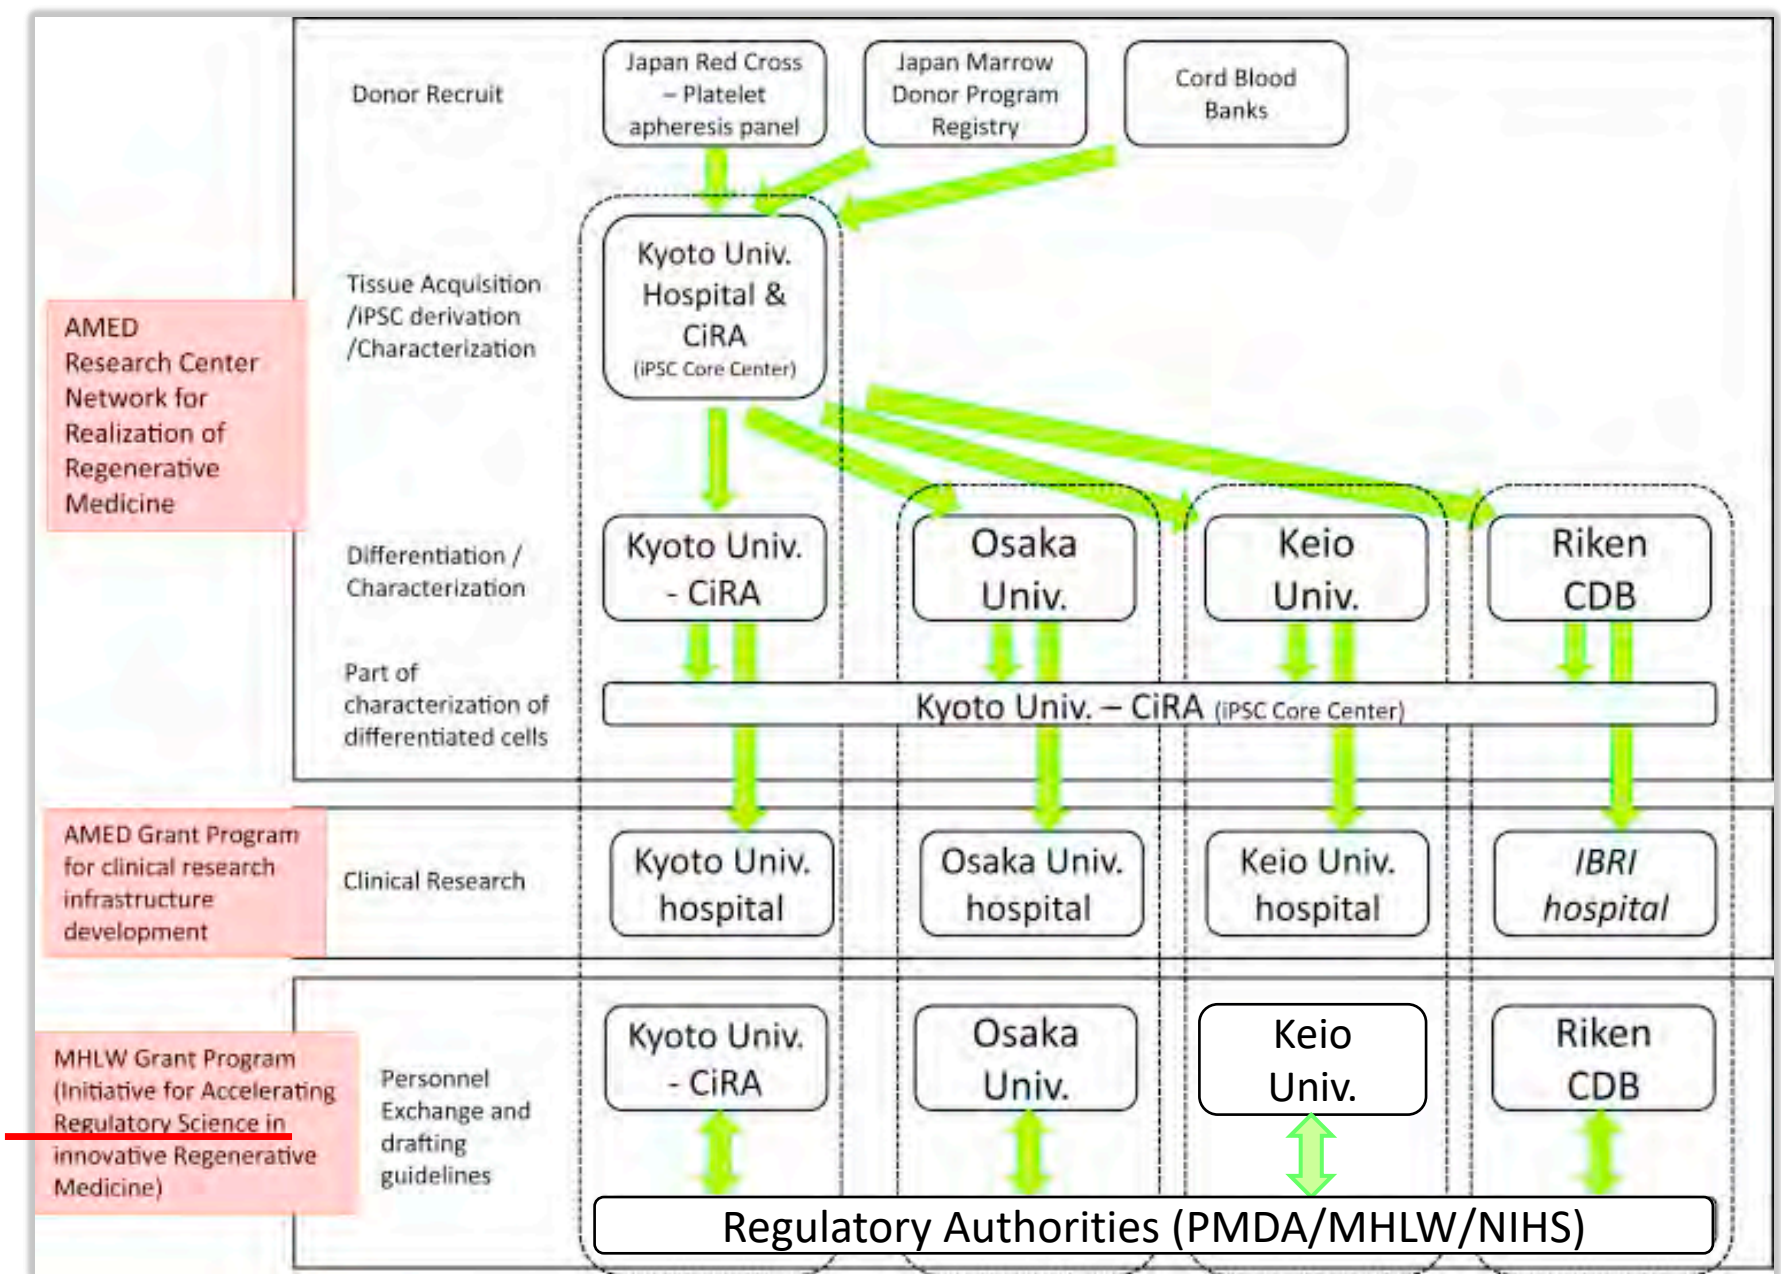 Donor Recruit
Japan Red Cross
– Platelet
apheresis panel
Japan Marrow
Donor Program
Registry
Cord Blood
Banks
AMED
Research Center
Network for
Realization of
Regenerative
Medicine
Tissue Acquisition
/iPSC derivation
/Characterization
Kyoto Univ.
Hospital &
CiRA
(iPSC Core Center)
Differentiation /
Characterization
Kyoto Univ.
- CiRA
Osaka
Univ.
Keio
Univ.
Riken
CDB
Part of
characterization of
differentiated cells
Kyoto Univ. – CiRA (iPSC Core Center)
AMED Grant Program
for clinical research
infrastructure
development
Clinical Research
Kyoto Univ.
hospital
Osaka Univ.
hospital
Keio Univ.
hospital
IBRI
hospital
MHLW Grant Program
(Initiative for Accelerating
Regulatory Science in
innovative Regenerative
Medicine)
Personnel
Exchange and
drafting
guidelines
Kyoto Univ.
- CiRA
Osaka
Univ.
Keio
Univ.
Riken
CDB
Regulatory Authorities (PMDA/MHLW/NIHS)